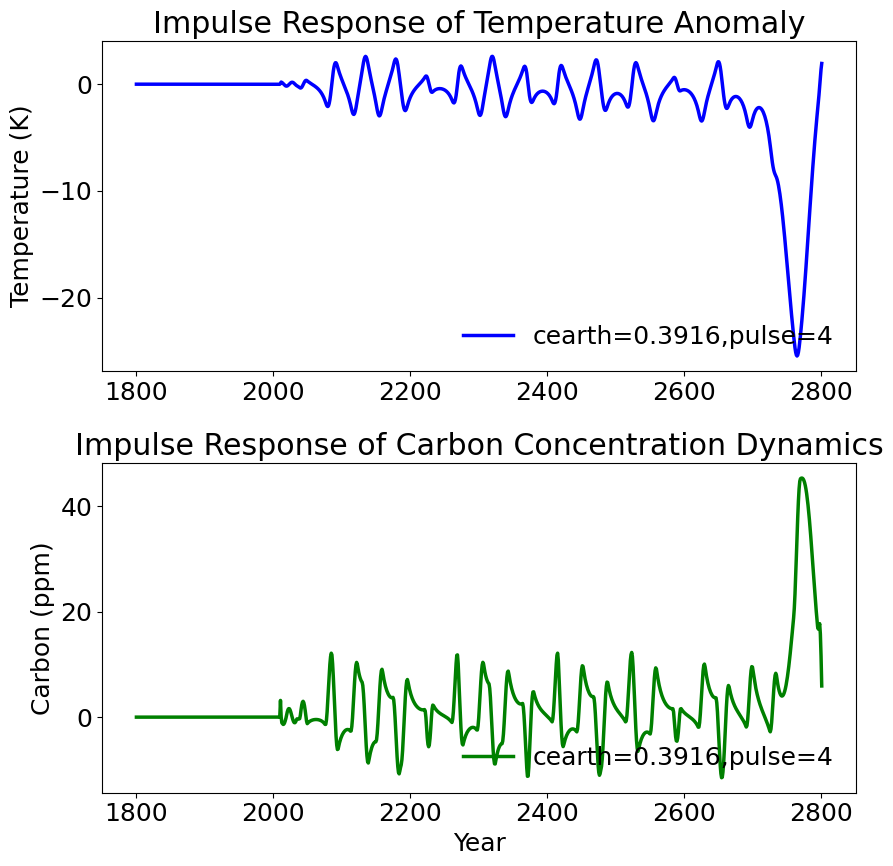 Impulse Response of Temperature Anomaly
Temperature (K)
0
−10
−20
cearth=0.3916,pulse=4
1800 2000 2200 2400 2600 2800
Impulse Response of Carbon Concentration Dynamics
Carbon (ppm)
40
20
0
cearth=0.3916,pulse=4
1800 2000 2200 2400 2600 2800
Year